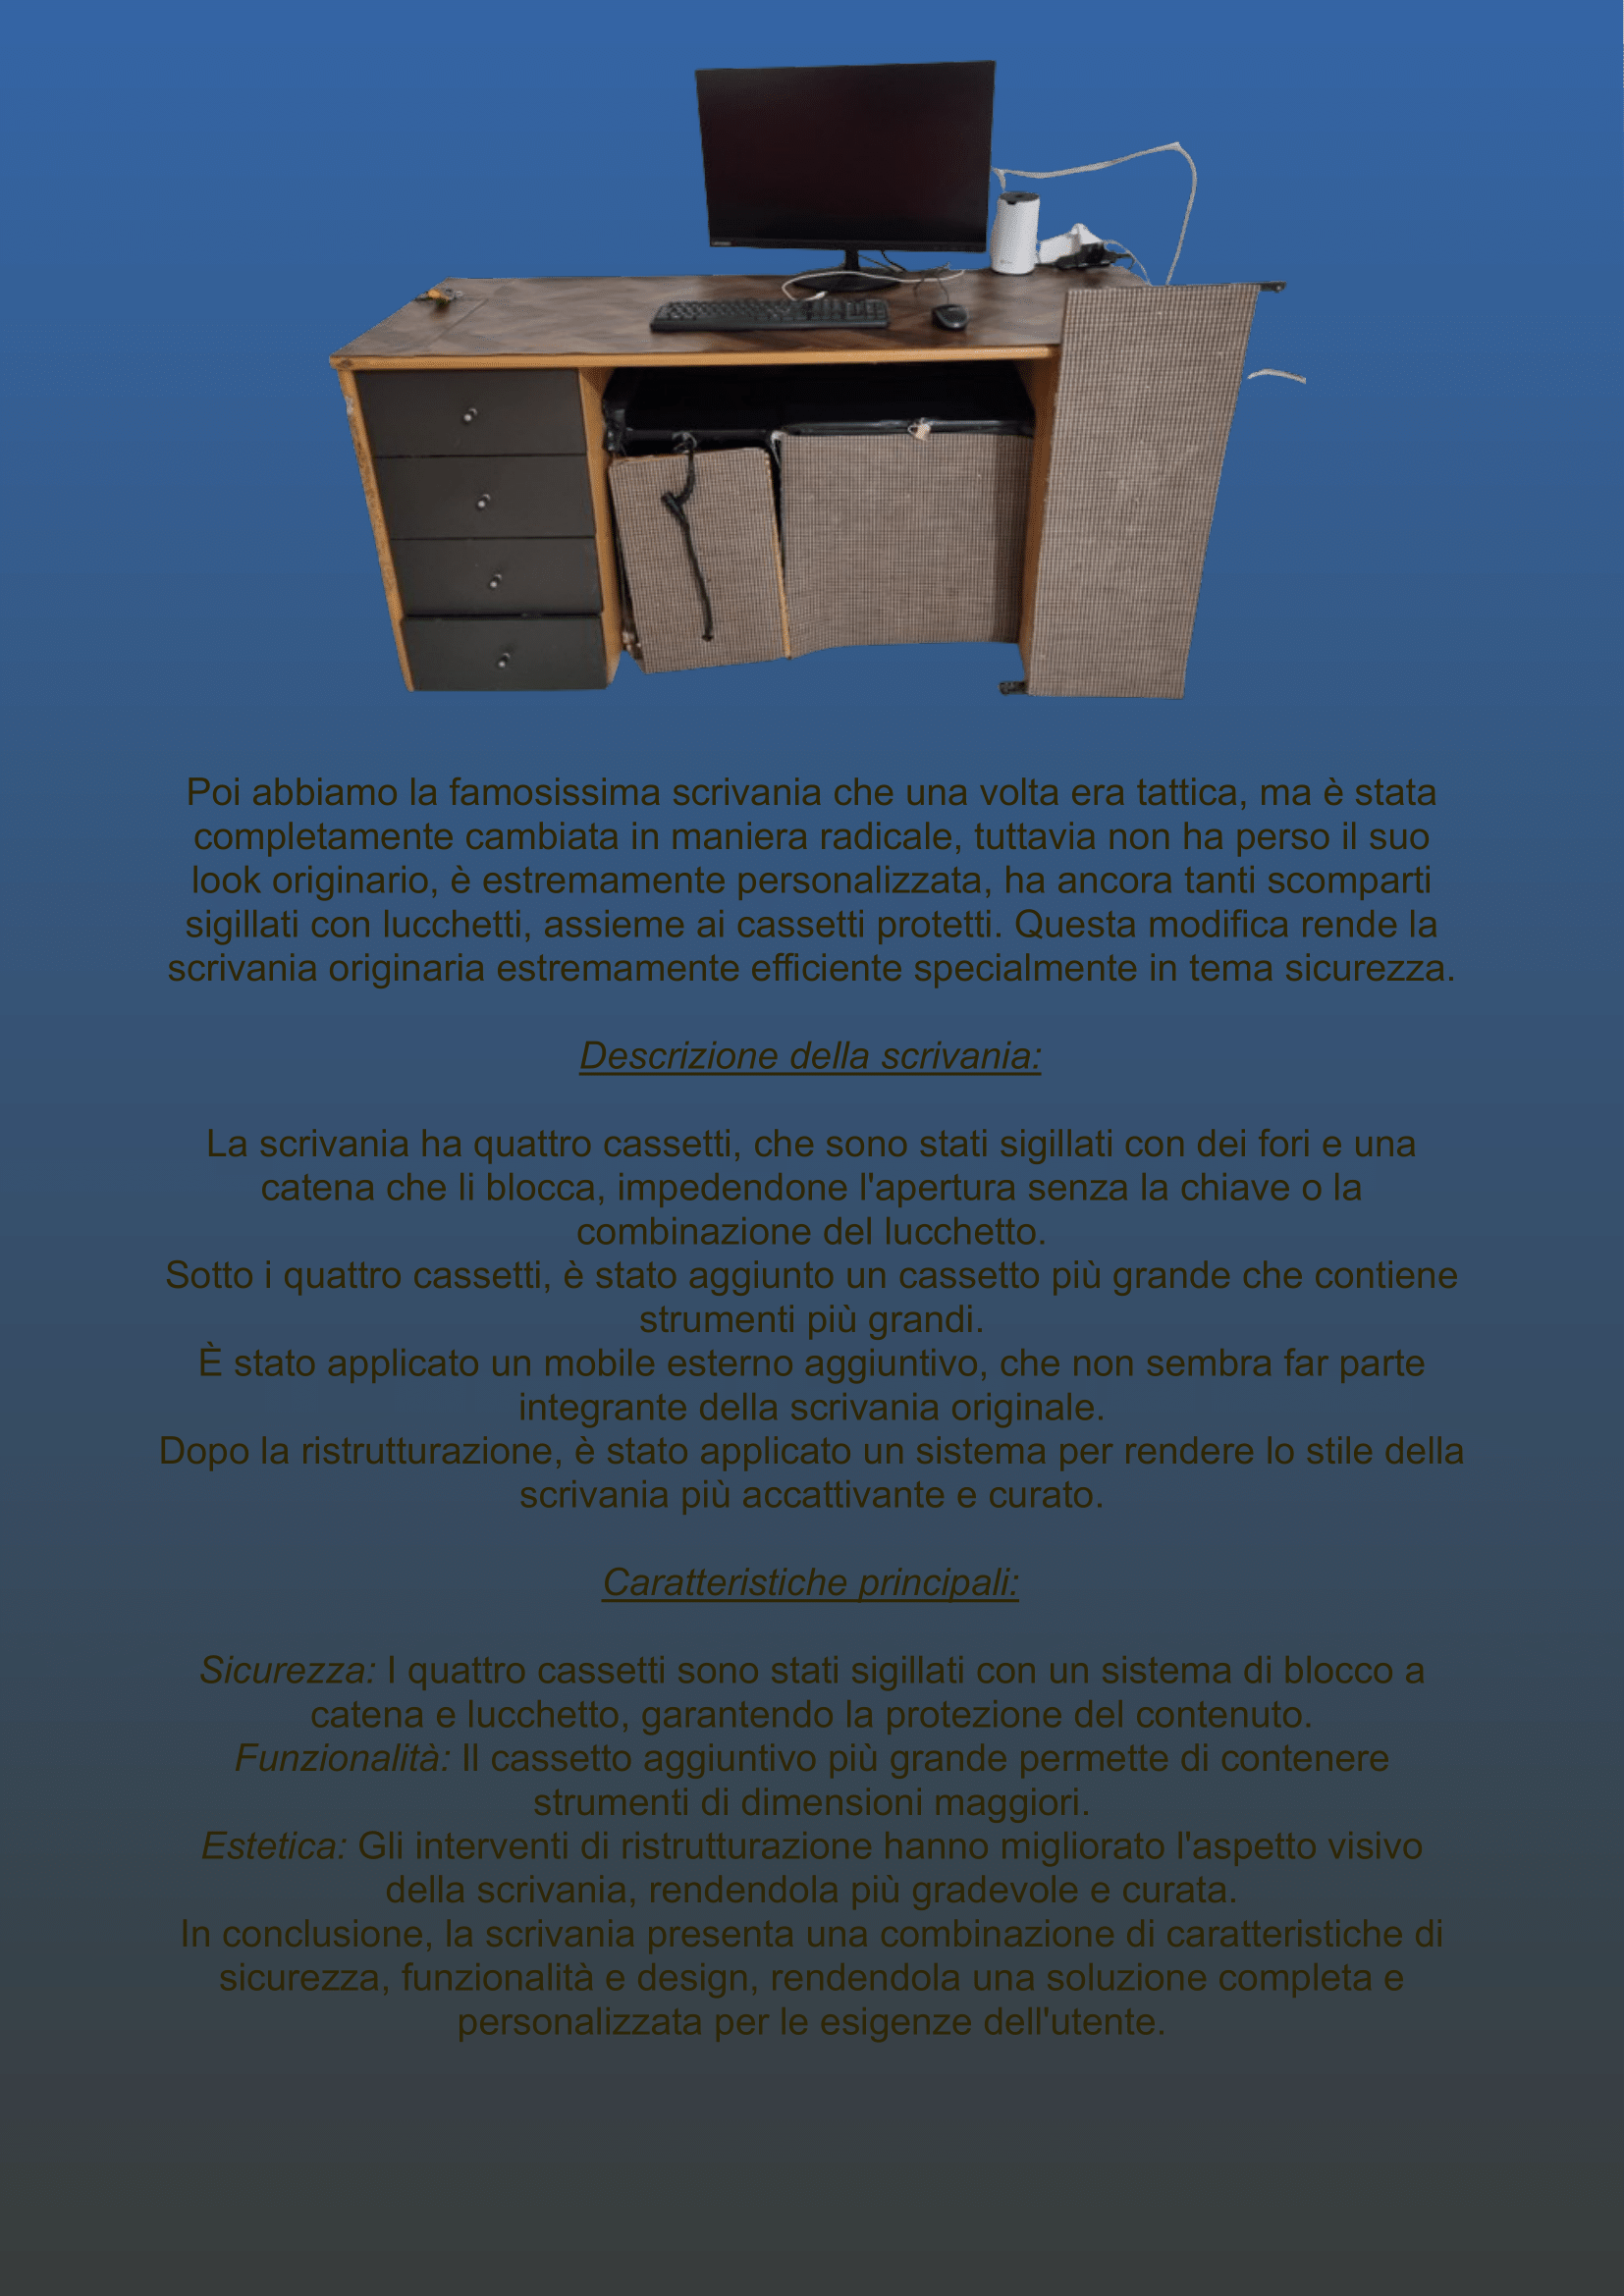 Poi abbiamo la famosissima scrivania che una volta era tattica, ma è stata
completamente cambiata in maniera radicale, tuttavia non ha perso il suo
look originario, è estremamente personalizzata, ha ancora tanti scomparti
sigillati con lucchetti, assieme ai cassetti protetti. Questa modifica rende la
scrivania originaria estremamente efficiente specialmente in tema sicurezza.
Descrizione della scrivania:
La scrivania ha quattro cassetti, che sono stati sigillati con dei fori e una
catena che li blocca, impedendone l'apertura senza la chiave o la
combinazione del lucchetto.
Sotto i quattro cassetti, è stato aggiunto un cassetto più grande che contiene
strumenti più grandi.
È stato applicato un mobile esterno aggiuntivo, che non sembra far parte
integrante della scrivania originale.
Dopo la ristrutturazione, è stato applicato un sistema per rendere lo stile della
scrivania più accattivante e curato.
Caratteristiche principali:
Sicurezza: I quattro cassetti sono stati sigillati con un sistema di blocco a
catena e lucchetto, garantendo la protezione del contenuto.
Funzionalità: Il cassetto aggiuntivo più grande permette di contenere
strumenti di dimensioni maggiori.
Estetica: Gli interventi di ristrutturazione hanno migliorato l'aspetto visivo
della scrivania, rendendola più gradevole e curata.
In conclusione, la scrivania presenta una combinazione di caratteristiche di
sicurezza, funzionalità e design, rendendola una soluzione completa e
personalizzata per le esigenze dell'utente.